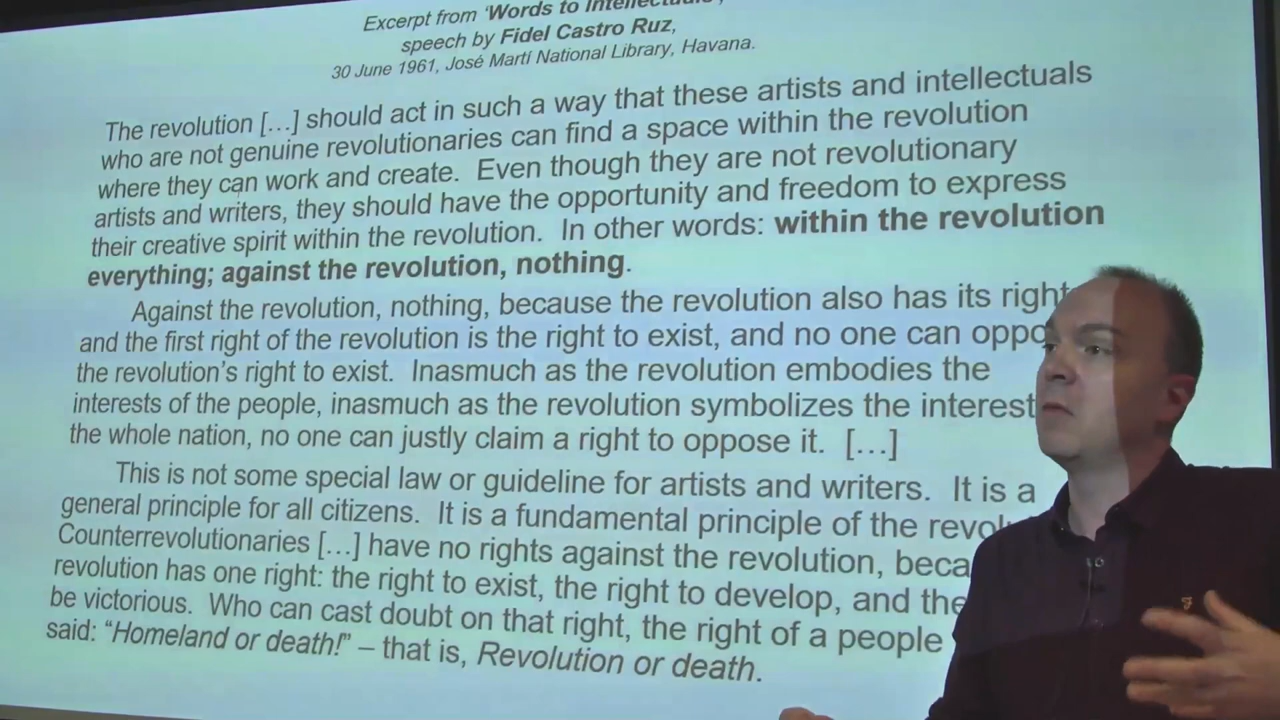 Excerpt from ‘Words to Intellectuals’,
speech by Fidel Castro Ruz,
30 June 1961, José Martí National Library, Havana.
The revolution […] should act in such a way that these artists and intellectuals
who are not genuine revolutionaries can find a space within the revolution
where they can work and create. Even though they are not revolutionary
artists and writers, they should have the opportunity and freedom to express
their creative spirit within the revolution. In other words: within the revolution
everything; against the revolution, nothing.
Against the revolution, nothing, because the revolution also has its right
and the first right of the revolution is the right to exist, and no one can oppo
the revolution’s right to exist. Inasmuch as the revolution embodies the
interests of the people, inasmuch as the revolution symbolizes the interest
the whole nation, no one can justly claim a right to oppose it. […]
This is not some special law or guideline for artists and writers. It is a
general principle for all citizens. It is a fundamental principle of the revol
Counterrevolutionaries […] have no rights against the revolution, beca
revolution has one right: the right to exist, the right to develop, and the
be victorious. Who can cast doubt on that right, the right of a people
said: “Homeland or death!” – that is, Revolution or death.